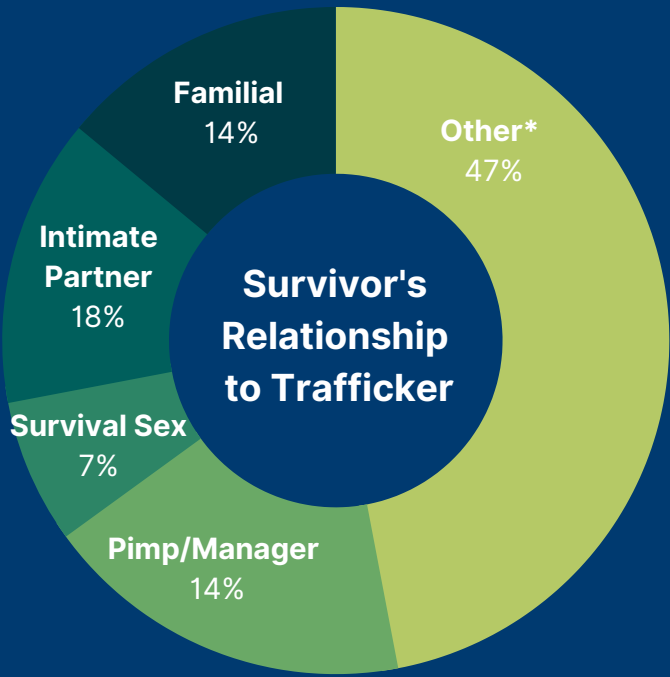 Familial
14%
Other*
47%
Intimate
Partner
18%
Survivor's
Relationship
to Trafficker
Survival Sex
7%
Pimp/Manager
14%